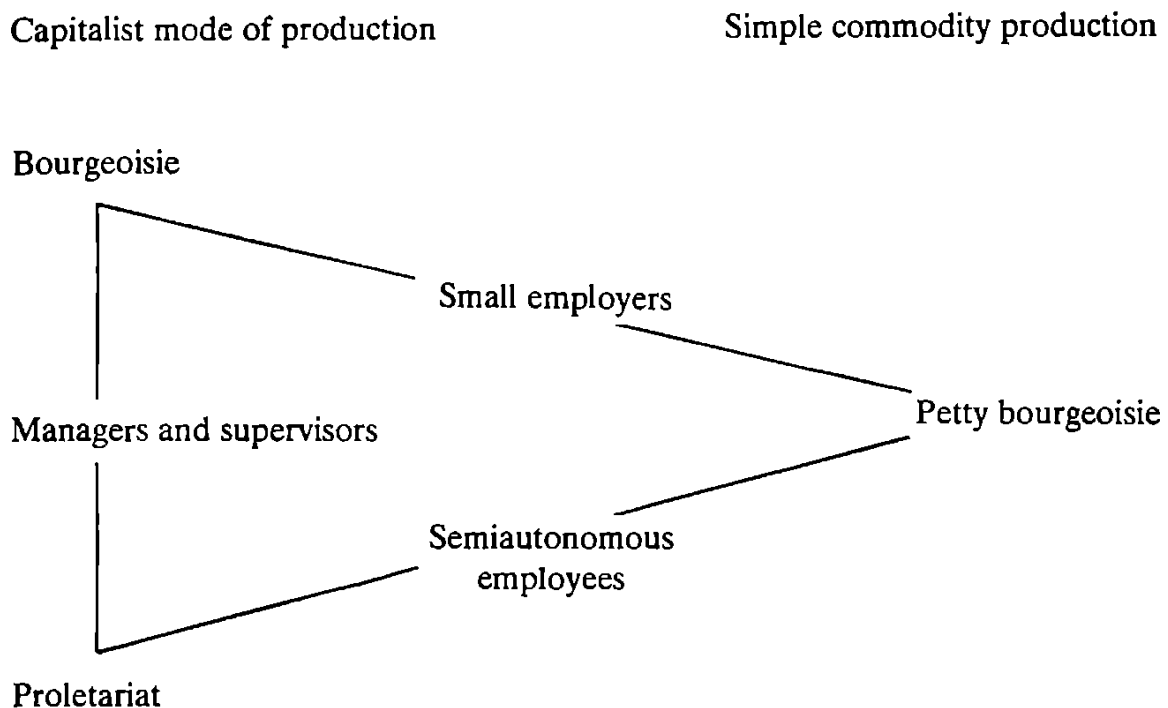 Capitalist mode of production
Simple commodity production
Bourgeoisie
Small employers
Managers and supervisors
Petty bourgeoisie
Semiautonomous
employees
Proletariat